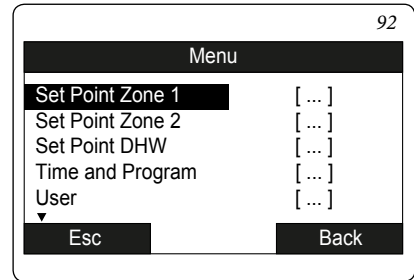 92
Menu
Set Point Zone 1 [ ... ]
Set Point Zone 2 [ ... ]
Set Point DHW [ ... ]
Time and Program [ ... ]
User [ ... ]
Esc Back